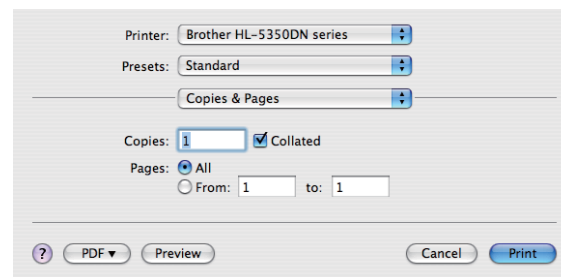 Printer: Brother HL-5350DN series
Presets: Standard
Copies & Pages
Copies: 1 Collated
Pages: All
From: 1 to: 1
? PDF▼ Preview Cancel Print